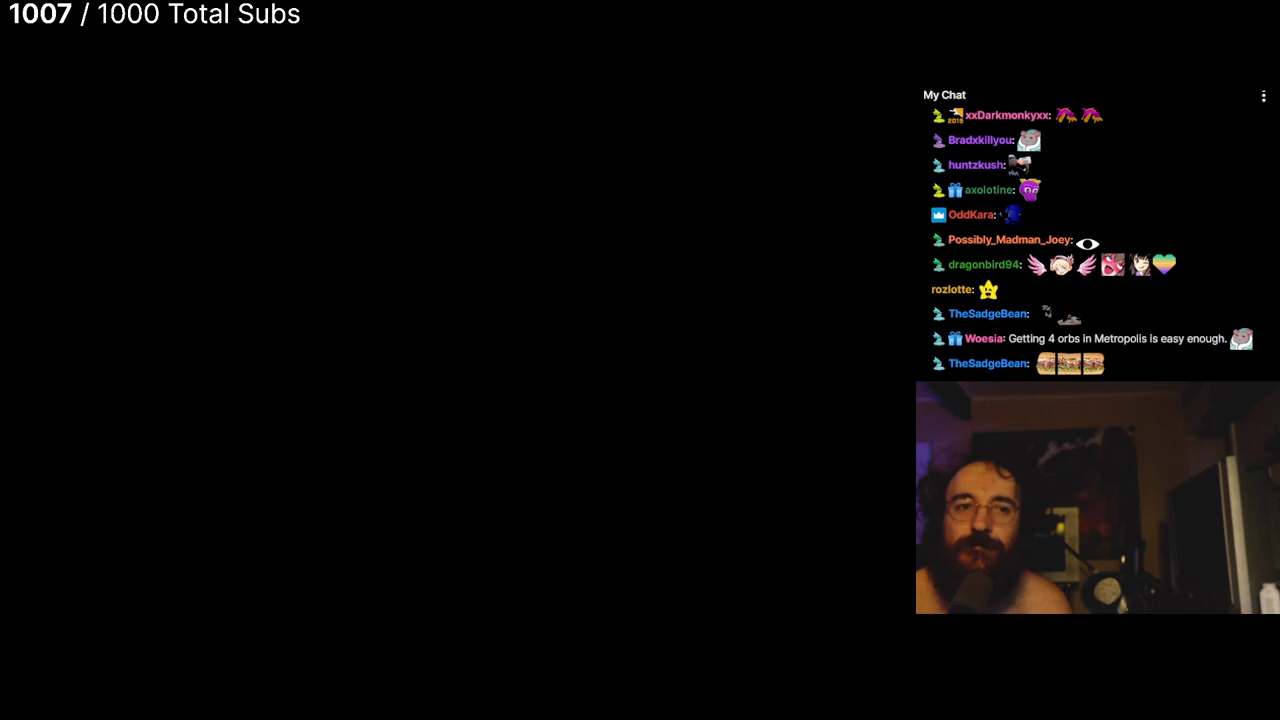 1007 / 1000 Total Subs
My Chat
xxDarkmonkyxx:
Bradxkillyou:
huntzkush:
axolotine:
OddKara:
Possibly_Madman_Joey:
dragonbird94:
rozlotte:
TheSadgeBean:
Woesia: Getting 4 orbs in Metropolis is easy enough.
TheSadgeBean: